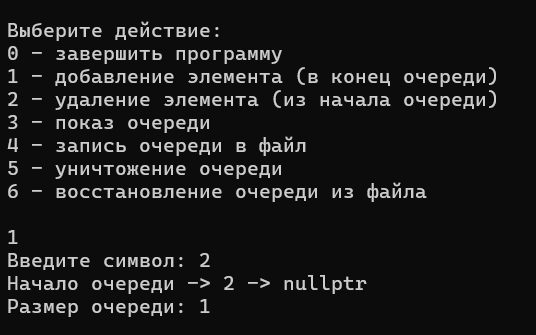 Выберите действие:
0 - завершить программу
1 - добавление элемента (в конец очереди)
2 - удаление элемента (из начала очереди)
3 - показ очереди
4 - запись очереди в файл
5 - уничтожение очереди
6 - восстановление очереди из файла
1
Введите символ: 2
Начало очереди -> 2 -> nullptr
Размер очереди: 1